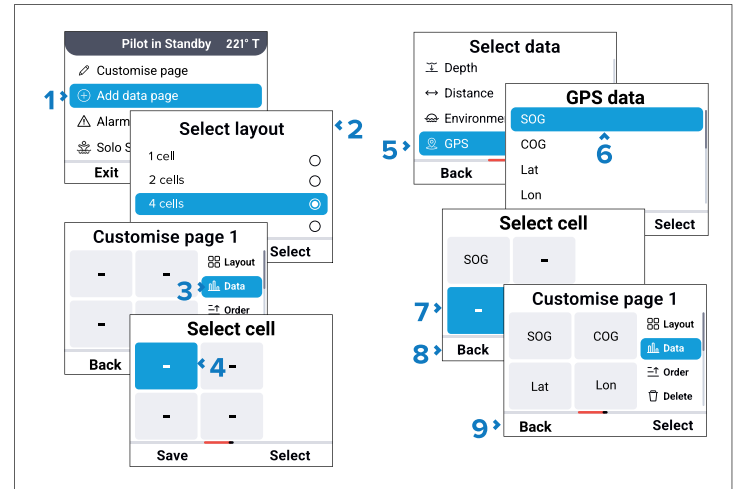 Pilot in Standby 221° T
Customise page
1 Add data page
Alarm
Solo S
Exit
2
Select layout
1 cell
2 cells
4 cells
Select
Customise page 1
- -
Layout
3 Data
Order
-
Back
Select cell
- 4 -
- -
Save Select
Select data
Depth
Distance
Environme
5 GPS
Back
GPS data
SOG
6
COG
Lat
Lon
Select
Select cell
SOG -
7 -
8 Back
Customise page 1
SOG COG
Lat Lon
Layout
Data
Order
Delete
9 Back Select